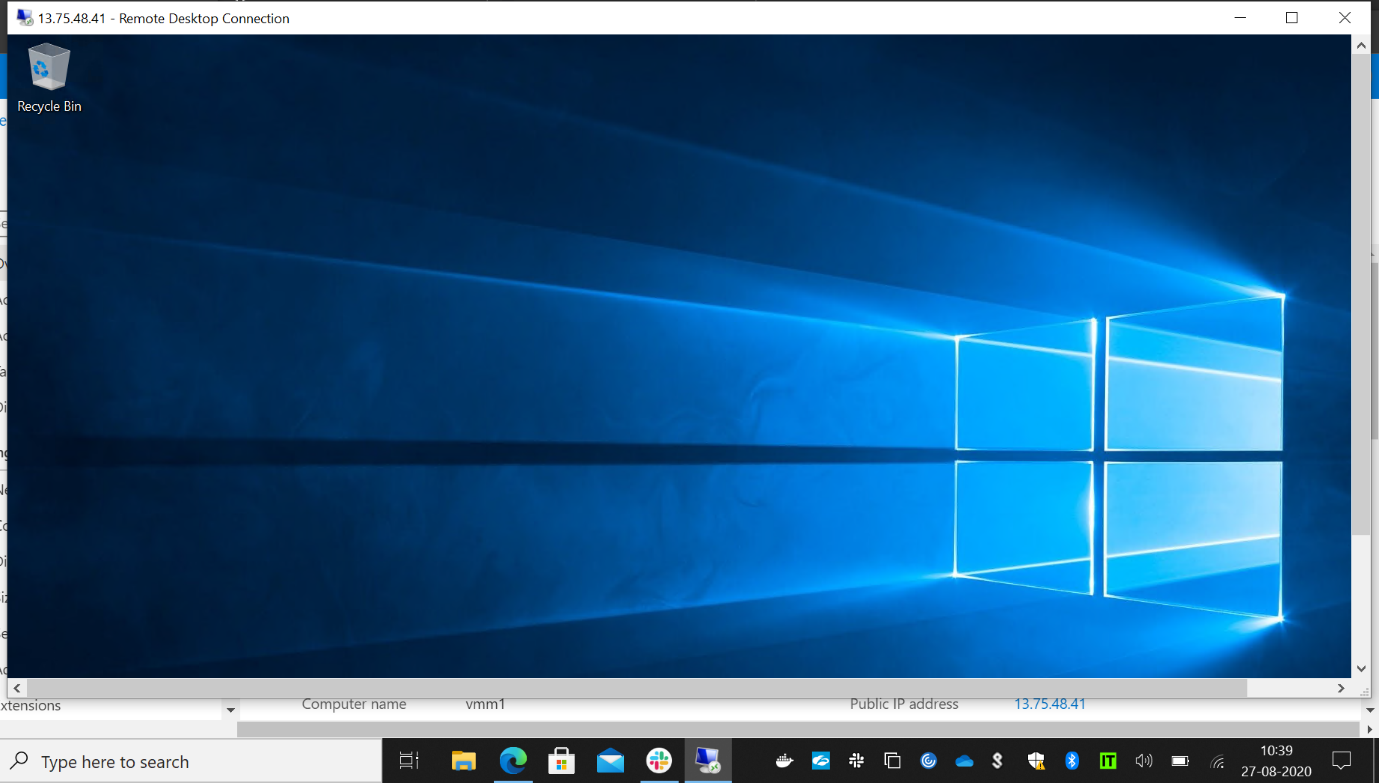 13.75.48.41 - Remote Desktop Connection
Recycle Bin
xtensions
Computer name
vmm1
Public IP address
13.75.48.41
Type here to search
IT
10:39
27-08-2020